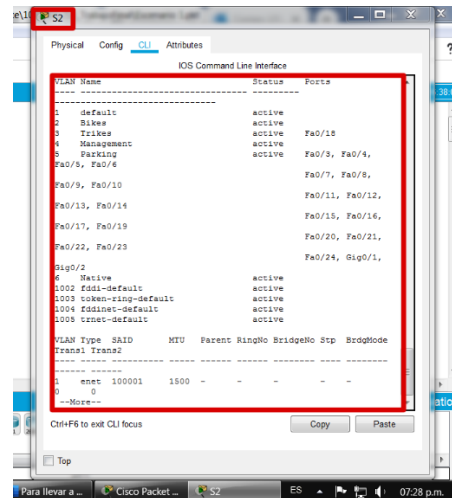 S2
Physical Config CLI Attributes
IOS Command Line Interface
VLAN Name Status Ports
---- -------------------------------- --------- -------------------------------
1 default active
2 Bikes active
3 Trikes active Fa0/18
4 Management active
5 Parking active Fa0/3, Fa0/4,
Fa0/5, Fa0/6
Fa0/7, Fa0/8,
Fa0/9, Fa0/10
Fa0/11, Fa0/12,
Fa0/13, Fa0/14
Fa0/15, Fa0/16,
Fa0/17, Fa0/19
Fa0/20, Fa0/21,
Fa0/22, Fa0/23
Fa0/24, Gig0/1,
Gig0/2
6 Native active
1002 fddi-default active
1003 token-ring-default active
1004 fddinet-default active
1005 trnet-default active
VLAN Type SAID MTU Parent RingNo BridgeNo Stp BrdgMode
Trans1 Trans2
---- ----- ---------- ----- ------ ------ -------- ---- --------
------ ------
1 enet 100001 1500 - - - - -
0 0
--More--
Ctrl+F6 to exit CLI focus
Copy Paste
Top
Para llevar a ... Cisco Packet ... S2 ES 07:28 p.m.